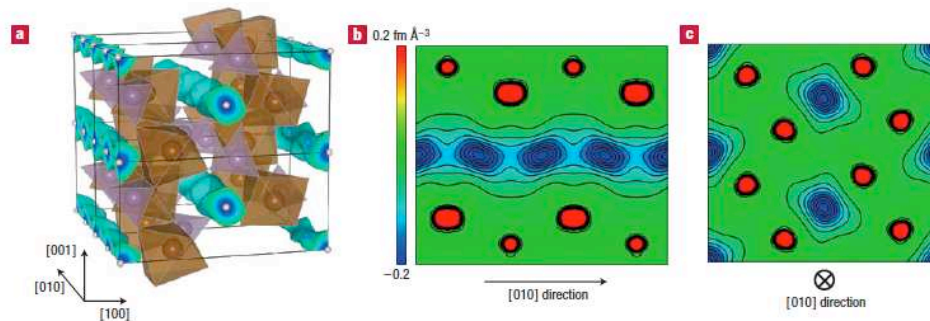 a
[001]
[010]
[100]
b
0.2 fm Å⁻³
−0.2
[010] direction
c
[010] direction